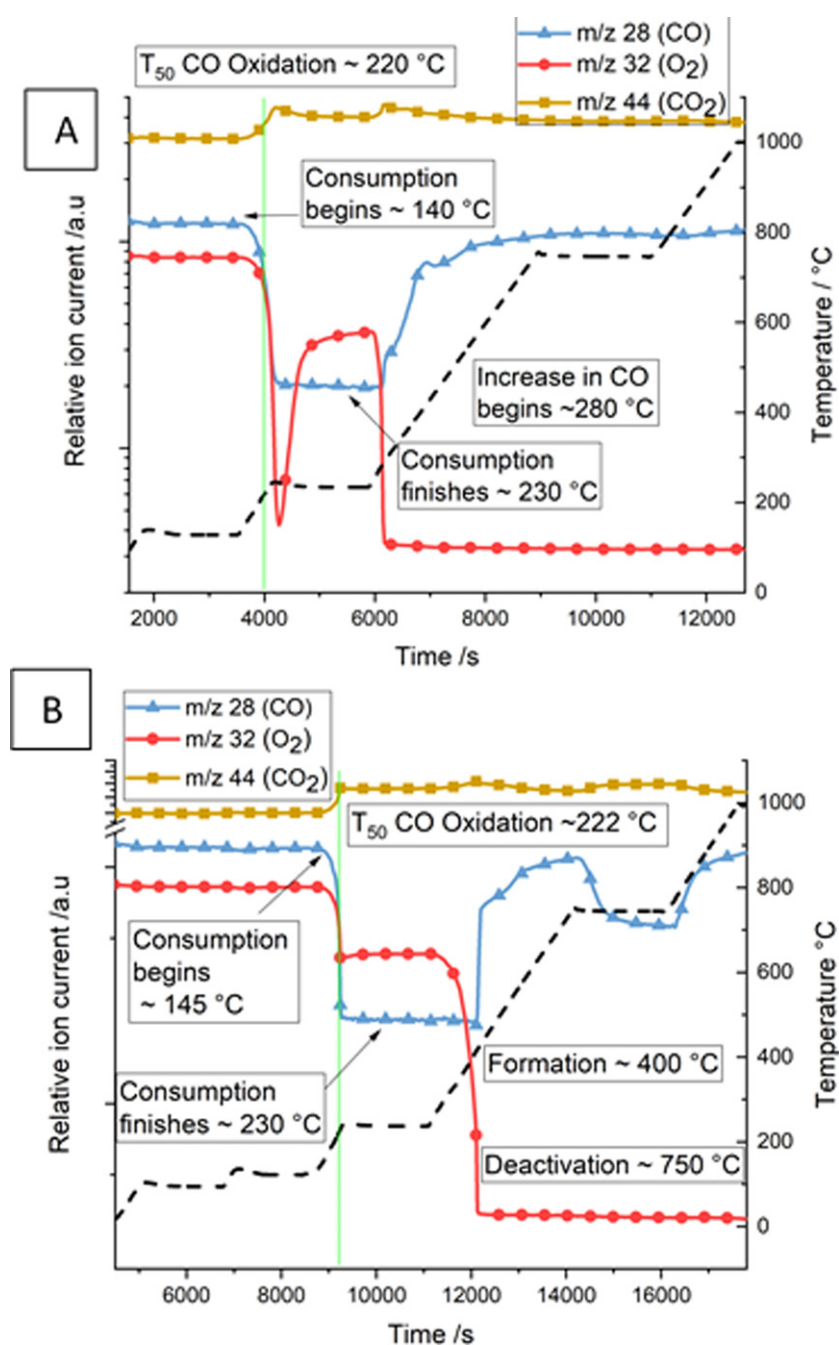 T50 CO Oxidation ~ 220 °C
m/z 28 (CO)
m/z 32 (O2)
m/z 44 (CO2)
A
Consumption
begins ~ 140 °C
Increase in CO
begins ~280 °C
Consumption
finishes ~ 230 °C
Relative ion current /a.u
1000
800
600
400
200
0
Temperature / °C
2000
4000
6000
8000
10000
12000
Time /s
B
m/z 28 (CO)
m/z 32 (O2)
m/z 44 (CO2)
T50 CO Oxidation ~222 °C
Consumption
begins
~ 145 °C
Consumption
finishes ~ 230 °C
Formation ~ 400 °C
Deactivation ~ 750 °C
Relative ion current /a.u
1000
800
600
400
200
0
Temperature °C
6000
8000
10000
12000
14000
16000
Time /s